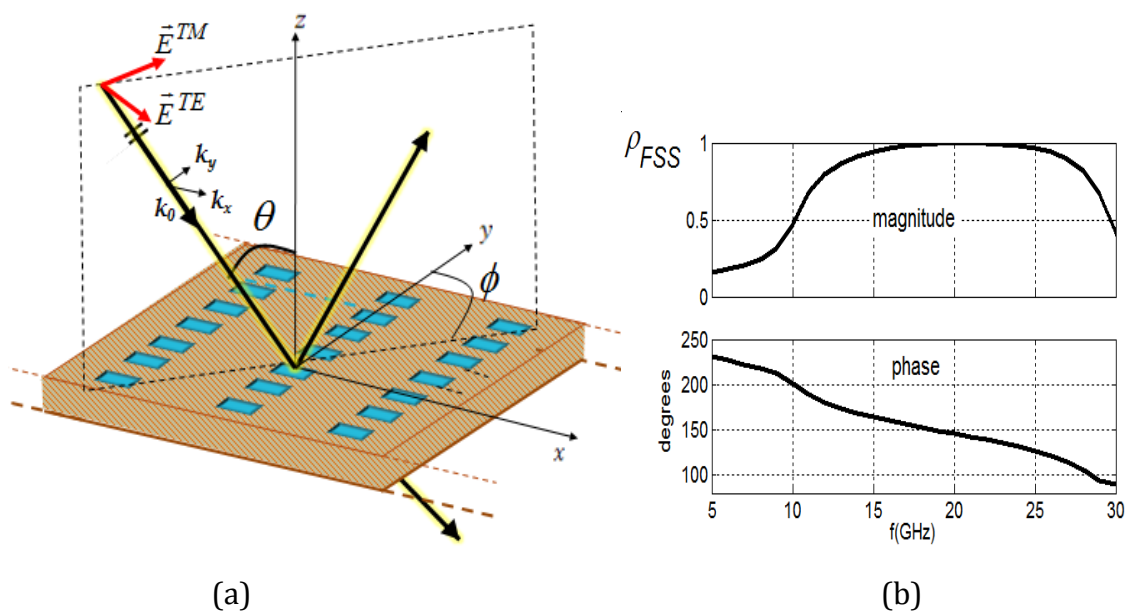 E⃗^TM
E⃗^TE
z
k_y
k_x
k_0
θ
y
ϕ
x
(a)
ρ_FSS
1
0.5
0
magnitude
250
200
150
100
degrees
phase
5 10 15 20 25 30
f(GHz)
(b)